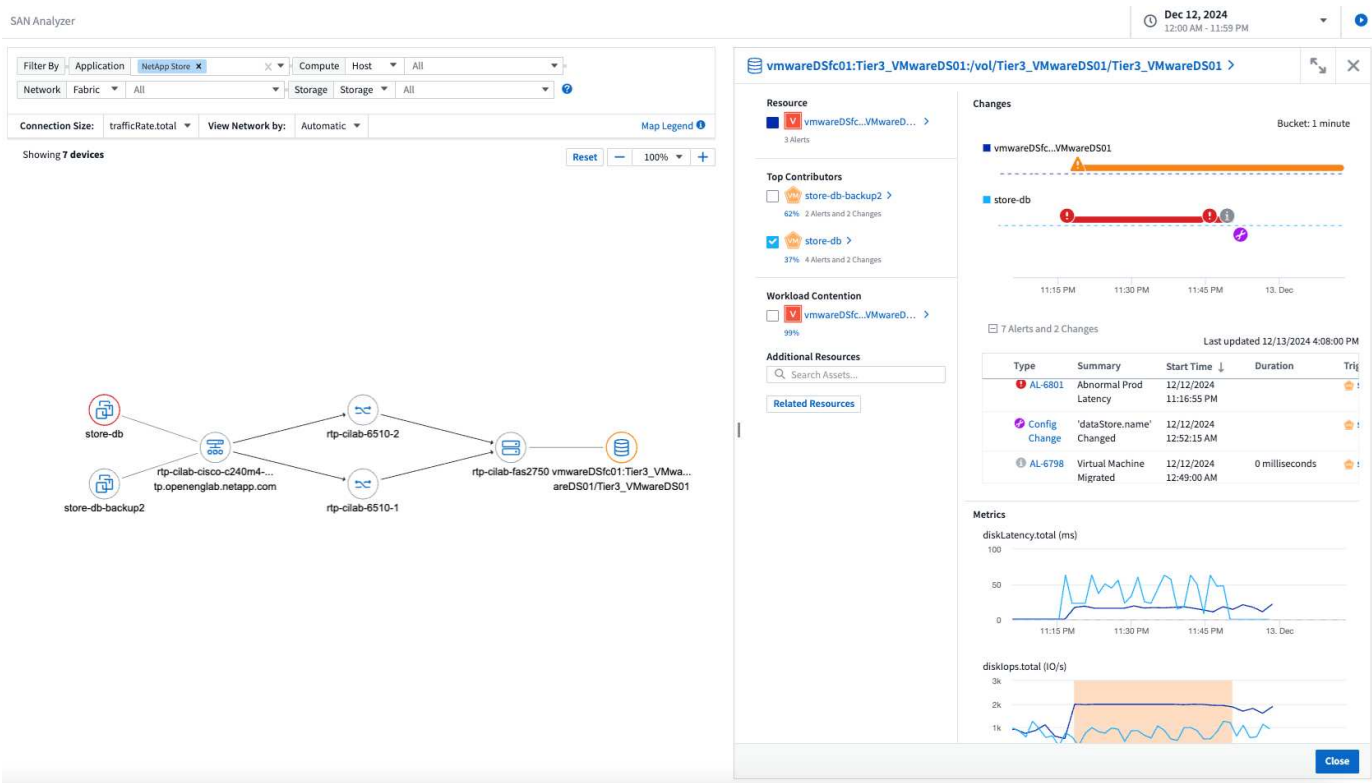 SAN Analyzer
Dec 12, 2024
12:00 AM - 11:59 PM
Filter By Application NetApp Store x x Compute Host All
Network Fabric All Storage Storage All ?
Connection Size: trafficRate.total View Network by: Automatic Map Legend i
Showing 7 devices
Reset — 100% +
store-db
store-db-backup2
rtp-cilab-cisco-c240m4-...
tp.openenglab.netapp.com
rtp-cilab-6510-2
rtp-cilab-6510-1
rtp-cilab-fas2750
vmwareDSfc01:Tier3_VMwa...
areDS01/Tier3_VMwareDS01
vmwareDSfc01:Tier3_VMwareDS01:/vol/Tier3_VMwareDS01/Tier3_VMwareDS01 >
Resource
V vmwareDSfc...VMwareD... >
3 Alerts
Top Contributors
VM store-db-backup2 >
62% 2 Alerts and 2 Changes
VM store-db >
37% 4 Alerts and 2 Changes
Workload Contention
V vmwareDSfc...VMwareD... >
99%
Additional Resources
Search Assets...
Related Resources
Changes
Bucket: 1 minute
vmwareDSfc...VMwareDS01
store-db
11:15 PM 11:30 PM 11:45 PM 13. Dec
7 Alerts and 2 Changes
Last updated 12/13/2024 4:08:00 PM
Type Summary Start Time ↓ Duration Trig
AL-6801 Abnormal Prod Latency 12/12/2024 11:16:55 PM
Config Change 'dataStore.name' Changed 12/12/2024 12:52:15 AM
AL-6798 Virtual Machine Migrated 12/12/2024 12:49:00 AM 0 milliseconds
Metrics
diskLatency.total (ms)
100
50
0
11:15 PM 11:30 PM 11:45 PM 13. Dec
diskIops.total (IO/s)
3k
2k
1k
Close